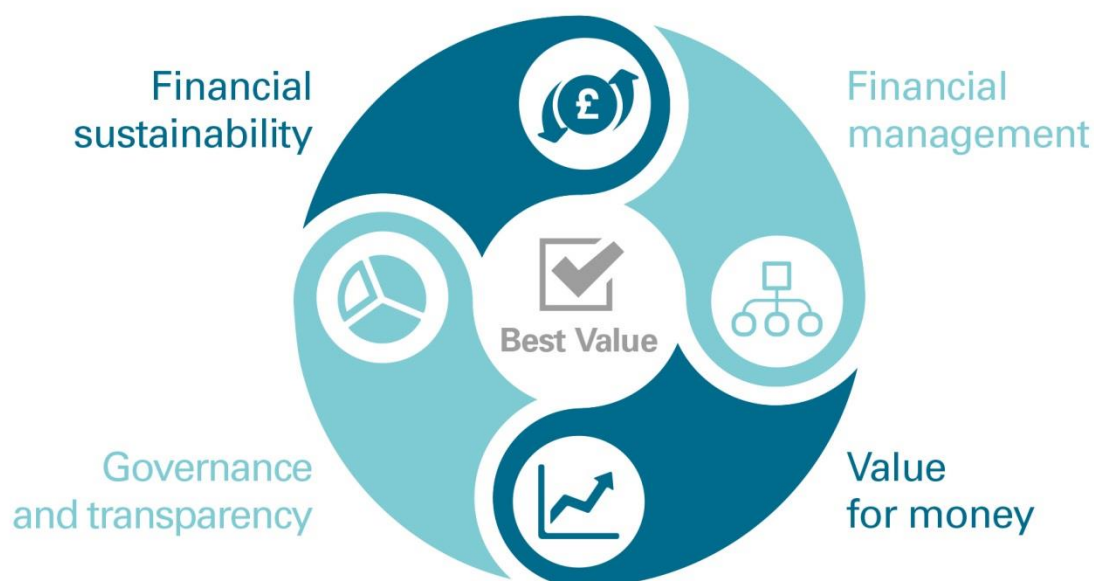 Financial
sustainability
£
Financial
management
Best Value
Governance
and transparency
Value
for money